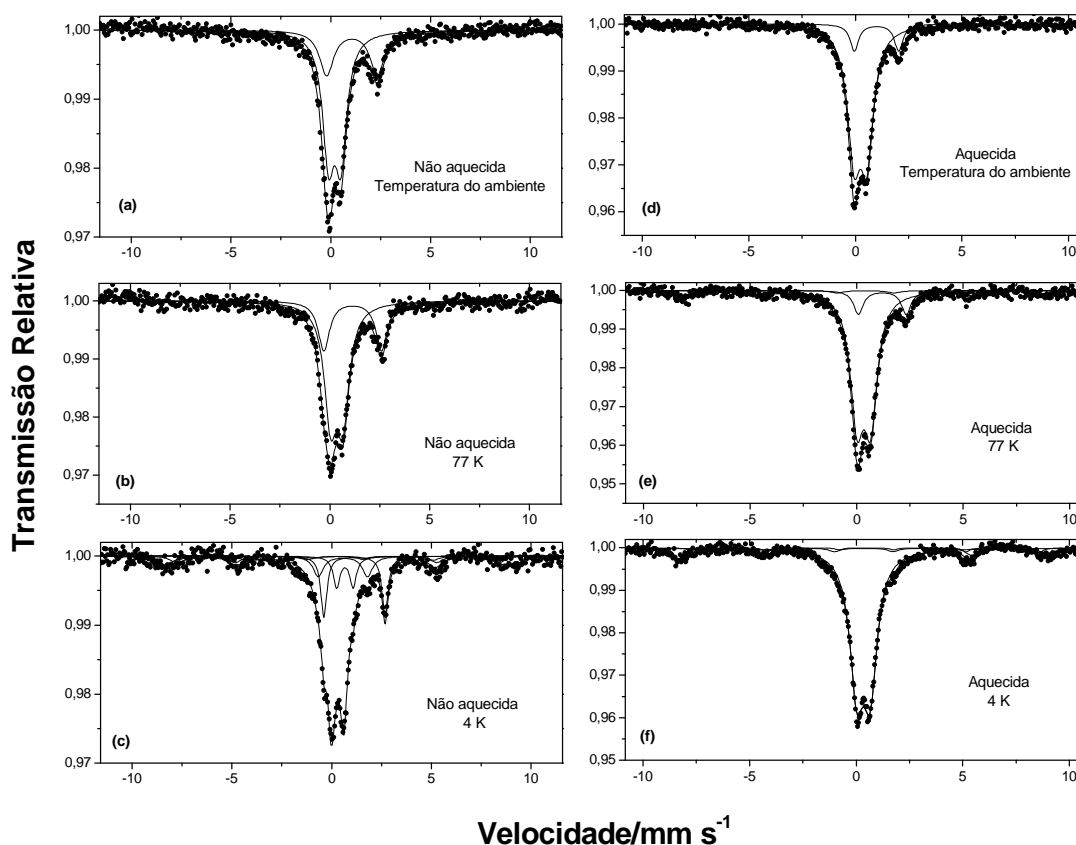 Transmissão Relativa
1,00
0,99
0,98
0,97
Não aquecida
Temperatura do ambiente
(a)
-10 -5 0 5 10
1,00
0,99
0,98
0,97
0,96
Aquecida
Temperatura do ambiente
(d)
-10 -5 0 5 10
1,00
0,99
0,98
0,97
Não aquecida
77 K
(b)
-10 -5 0 5 10
1,00
0,99
0,98
0,97
0,96
0,95
Aquecida
77 K
(e)
-10 -5 0 5 10
1,00
0,99
0,98
0,97
Não aquecida
4 K
(c)
-10 -5 0 5 10
1,00
0,99
0,98
0,97
0,96
0,95
Aquecida
4 K
(f)
-10 -5 0 5 10
Velocidade/mm s⁻¹